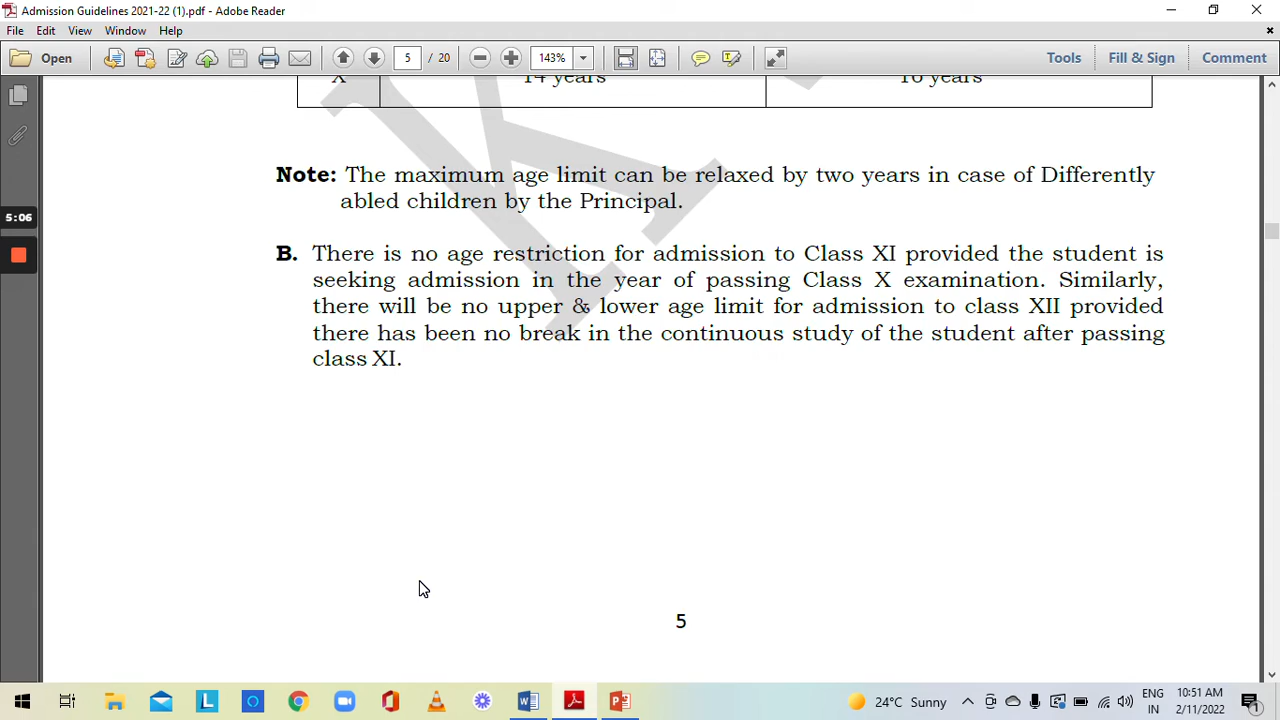 Admission Guidelines 2021-22 (1).pdf - Adobe Reader
File Edit View Window Help
Open 5 / 20 143% Tools Fill & Sign Comment
X 14 years 16 years
Note: The maximum age limit can be relaxed by two years in case of Differently
abled children by the Principal.
5:06
B. There is no age restriction for admission to Class XI provided the student is
seeking admission in the year of passing Class X examination. Similarly,
there will be no upper & lower age limit for admission to class XII provided
there has been no break in the continuous study of the student after passing
class XI.
5
24°C Sunny ENG 10:51 AM
IN 2/11/2022 1